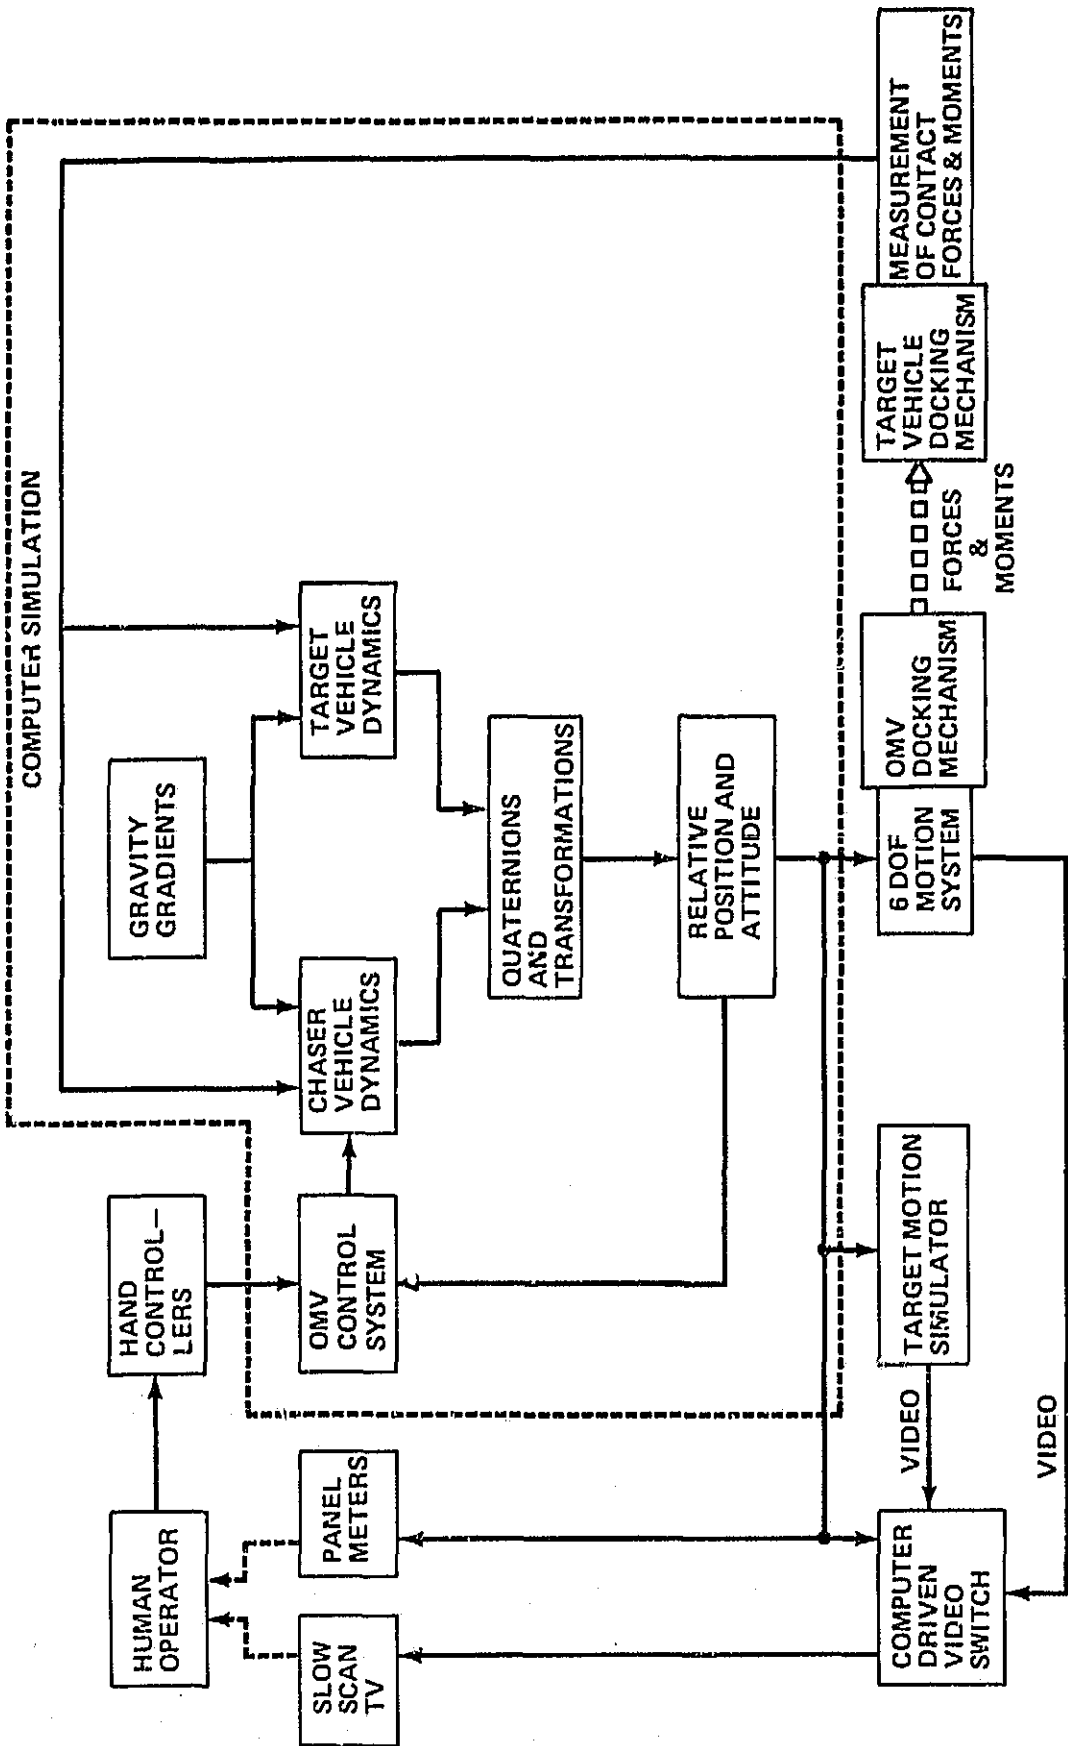 COMPUTER SIMULATION
HUMAN
OPERATOR
HAND
CONTROL–
LERS
GRAVITY
GRADIENTS
SLOW
SCAN
TV
PANEL
METERS
OMV
CONTROL
SYSTEM
CHASER
VEHICLE
DYNAMICS
TARGET
VEHICLE
DYNAMICS
QUATERNIONS
AND
TRANSFORMATIONS
RELATIVE
POSITION AND
ATTITUDE
COMPUTER
DRIVEN
VIDEO
SWITCH
VIDEO
TARGET MOTION
SIMULATOR
6 DOF
MOTION
SYSTEM
OMV
DOCKING
MECHANISM
FORCES
&
MOMENTS
TARGET
VEHICLE
DOCKING
MECHANISM
MEASUREMENT
OF CONTACT
FORCES & MOMENTS
VIDEO